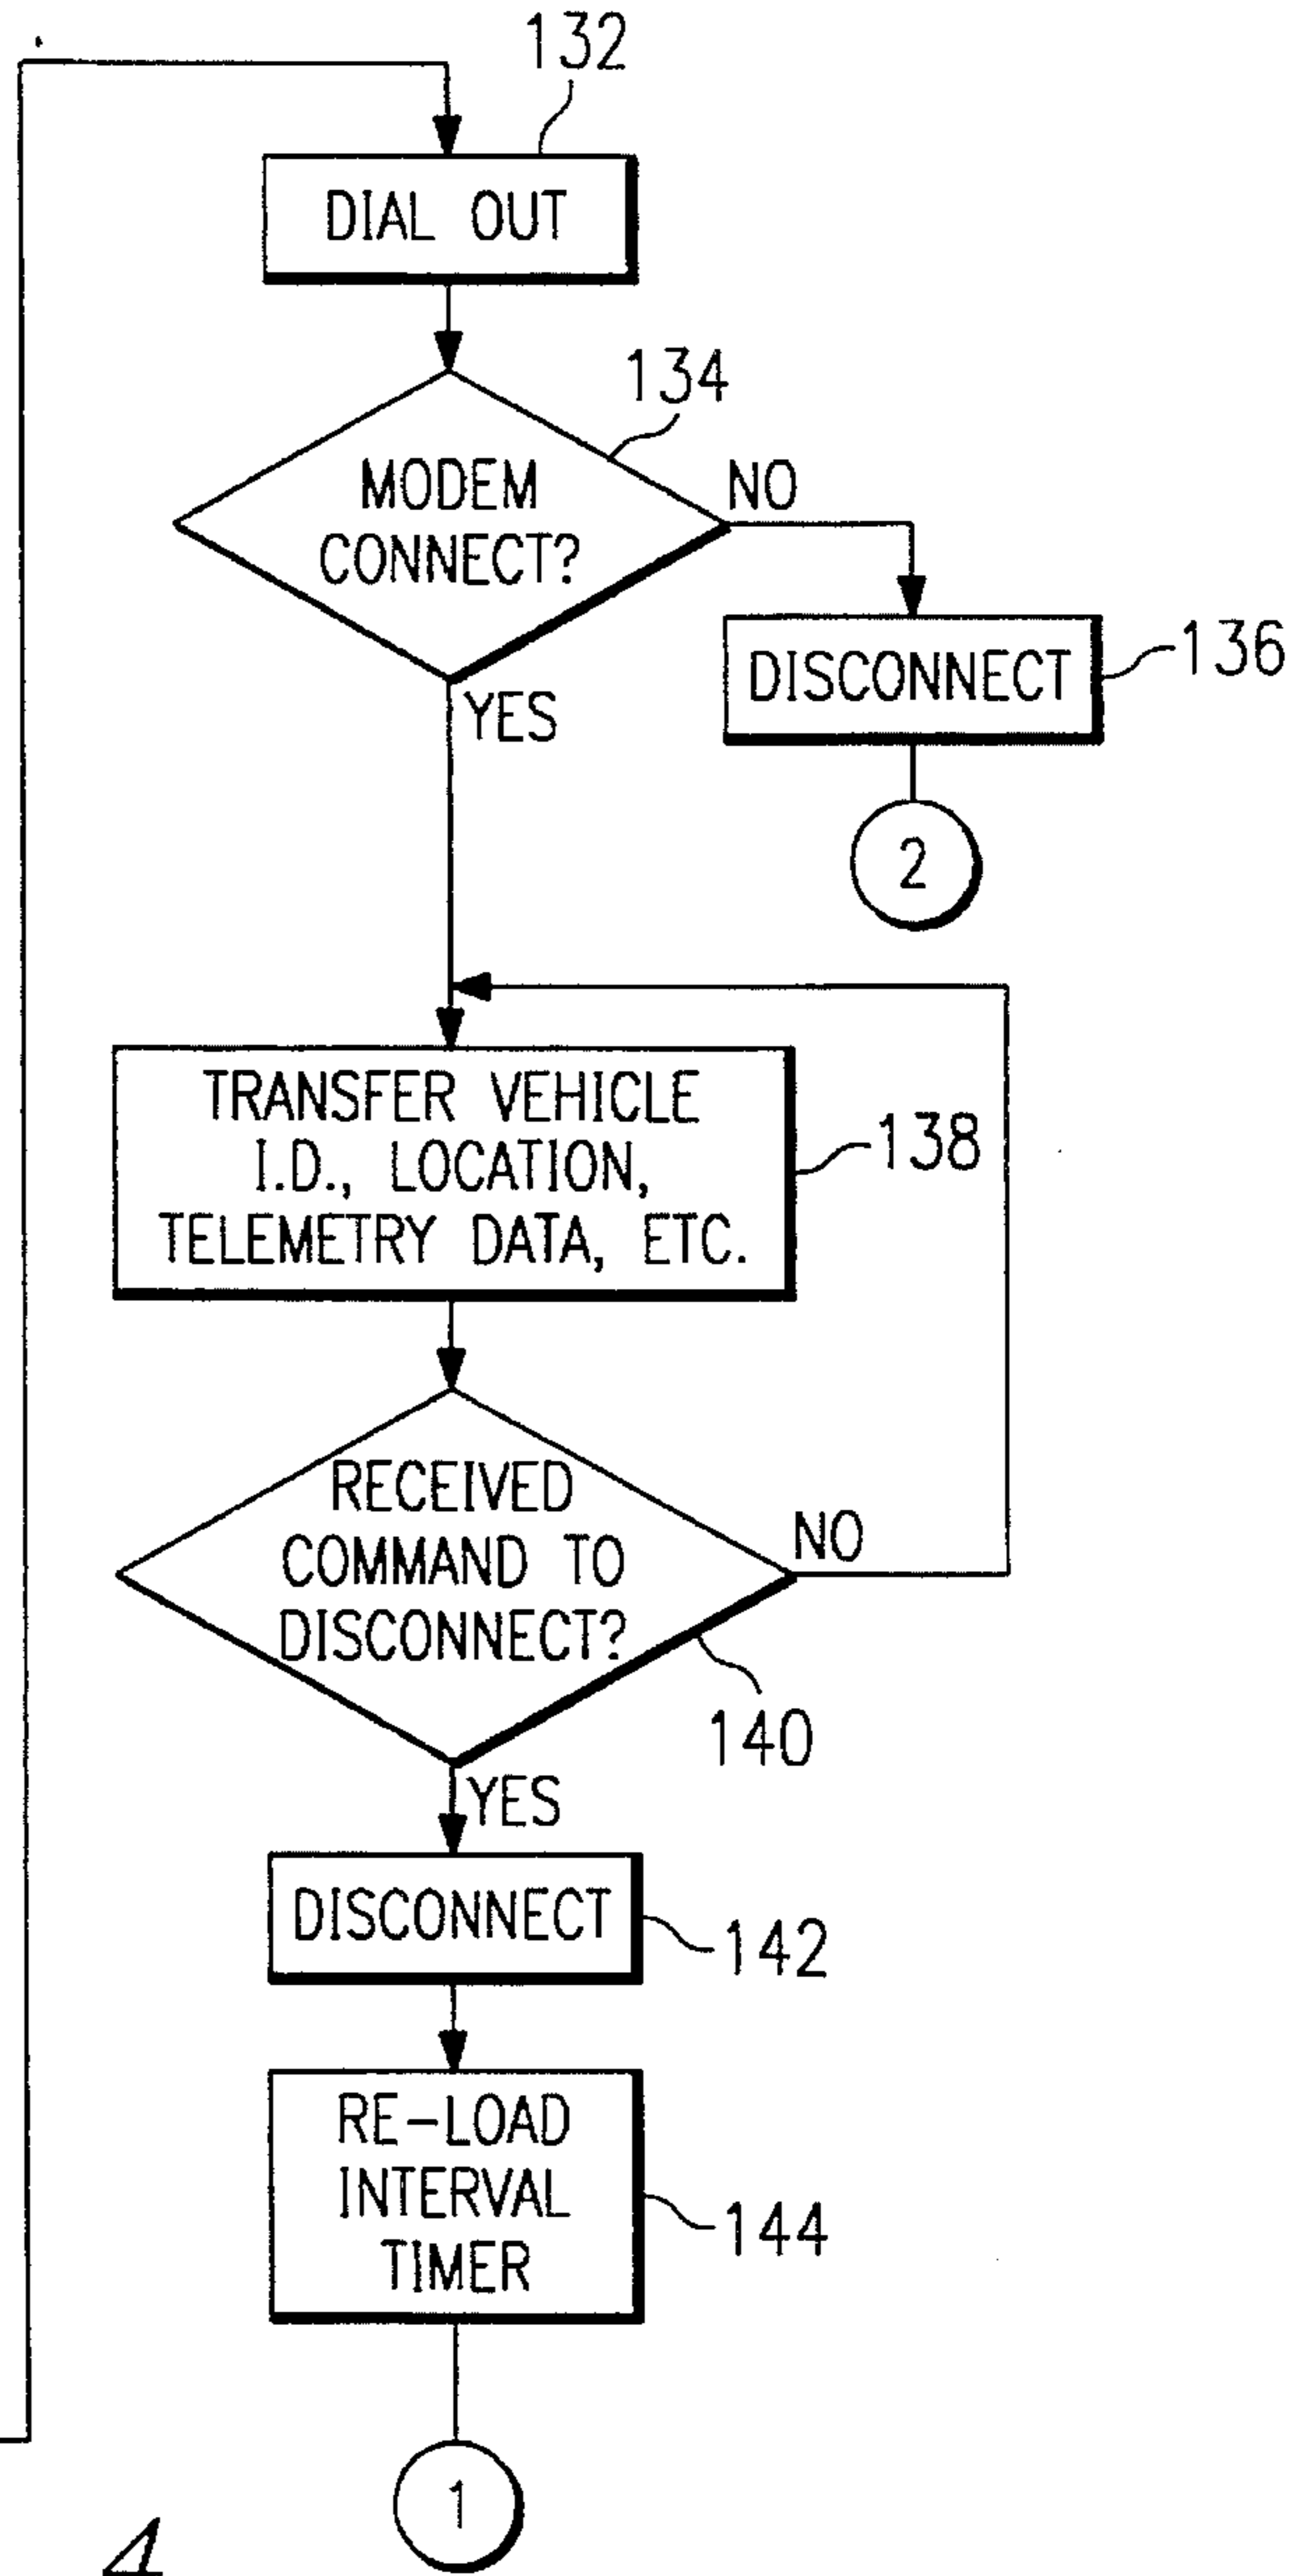 132
DIAL OUT
134
MODEM
CONNECT?
NO
136
DISCONNECT
YES
2
TRANSFER VEHICLE
I.D., LOCATION,
TELEMETRY DATA, ETC.
138
RECEIVED
COMMAND TO
DISCONNECT?
NO
140
YES
DISCONNECT
142
RE-LOAD
INTERVAL
TIMER
144
1
4